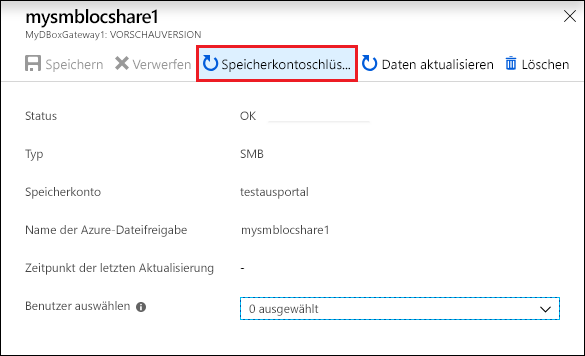 mysmblocshare1
MyDBoxGateway1: VORSCHAUVERSION
Speichern Verwerfen Speicherkontoschlüs... Daten aktualisieren Löschen
Status OK
Typ SMB
Speicherkonto testausportal
Name der Azure-Dateifreigabe mysmblocshare1
Zeitpunkt der letzten Aktualisierung -
Benutzer auswählen 0 ausgewählt